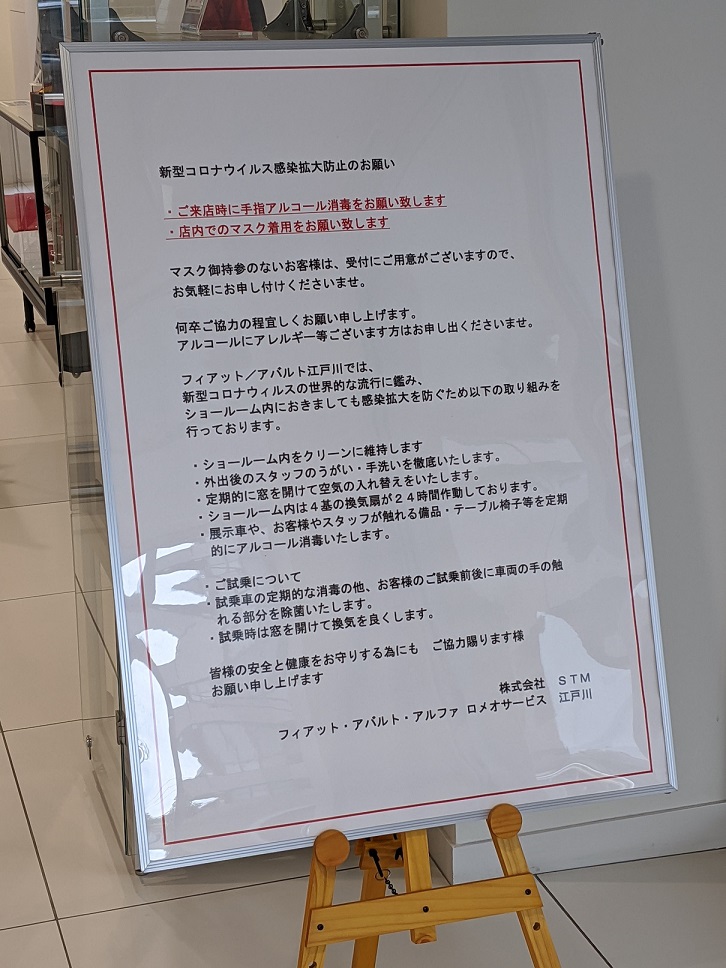 新型コロナウイルス感染拡大防止のお願い
・ご来店時に手指アルコール消毒をお願い致します
・店内でのマスク着用をお願い致します
マスク御持参のないお客様は、受付にご用意がございますので、
お気軽にお申し付けくださいませ。
何卒ご協力の程宜しくお願い申し上げます。
アルコールにアレルギー等ございます方はお申し出くださいませ。
フィアット／アバルト江戸川では、
新型コロナウィルスの世界的な流行に鑑み、
ショールーム内におきましても感染拡大を防ぐため以下の取り組みを
行っております。
・ショールーム内をクリーンに維持します
・外出後のスタッフのうがい・手洗いを徹底いたします。
・定期的に窓を開けて空気の入れ替えをいたします。
・ショールーム内は４基の換気扇が２４時間作動しております。
・展示車や、お客様やスタッフが触れる備品・テーブル椅子等を定期
的にアルコール消毒いたします。
・ご試乗について
・試乗車の定期的な消毒の他、お客様のご試乗前後に車両の手の触
れる部分を除菌いたします。
・試乗時は窓を開けて換気を良くします。
皆様の安全と健康をお守りする為にも　ご協力賜ります様
お願い申し上げます
株式会社　ＳＴＭ
フィアット・アバルト・アルファ ロメオサービス　江戸川